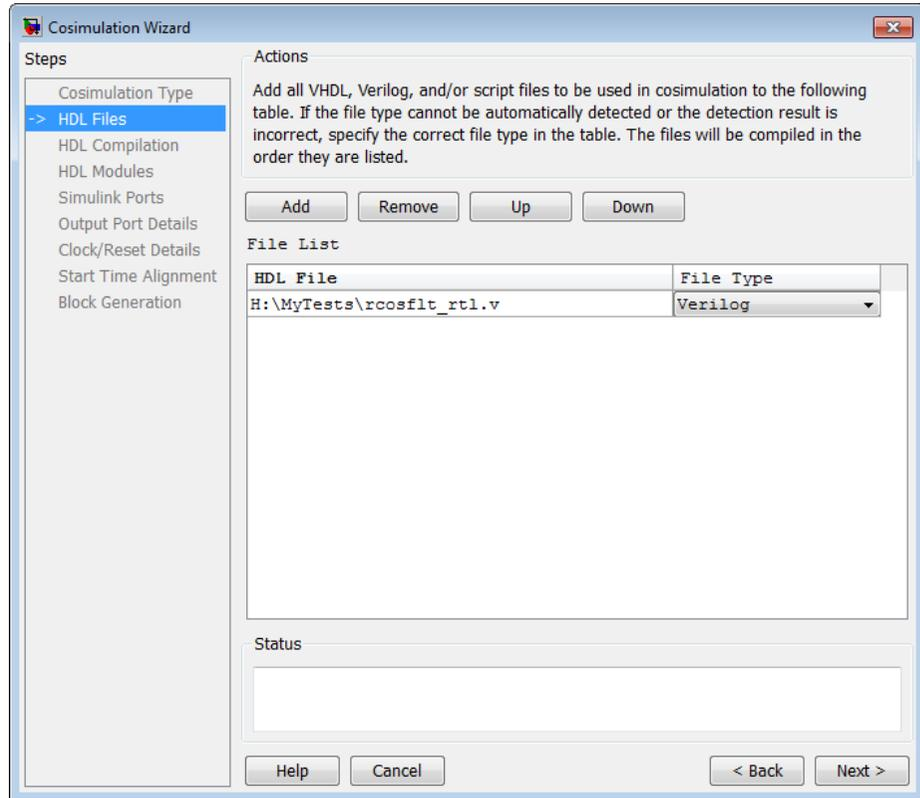 Cosimulation Wizard
Steps
Cosimulation Type
-> HDL Files
HDL Compilation
HDL Modules
Simulink Ports
Output Port Details
Clock/Reset Details
Start Time Alignment
Block Generation
Actions
Add all VHDL, Verilog, and/or script files to be used in cosimulation to the following
table. If the file type cannot be automatically detected or the detection result is
incorrect, specify the correct file type in the table. The files will be compiled in the
order they are listed.
Add Remove Up Down
File List
HDL File File Type
H:\MyTests\rcosflt_rtl.v Verilog
Status
Help Cancel < Back Next >